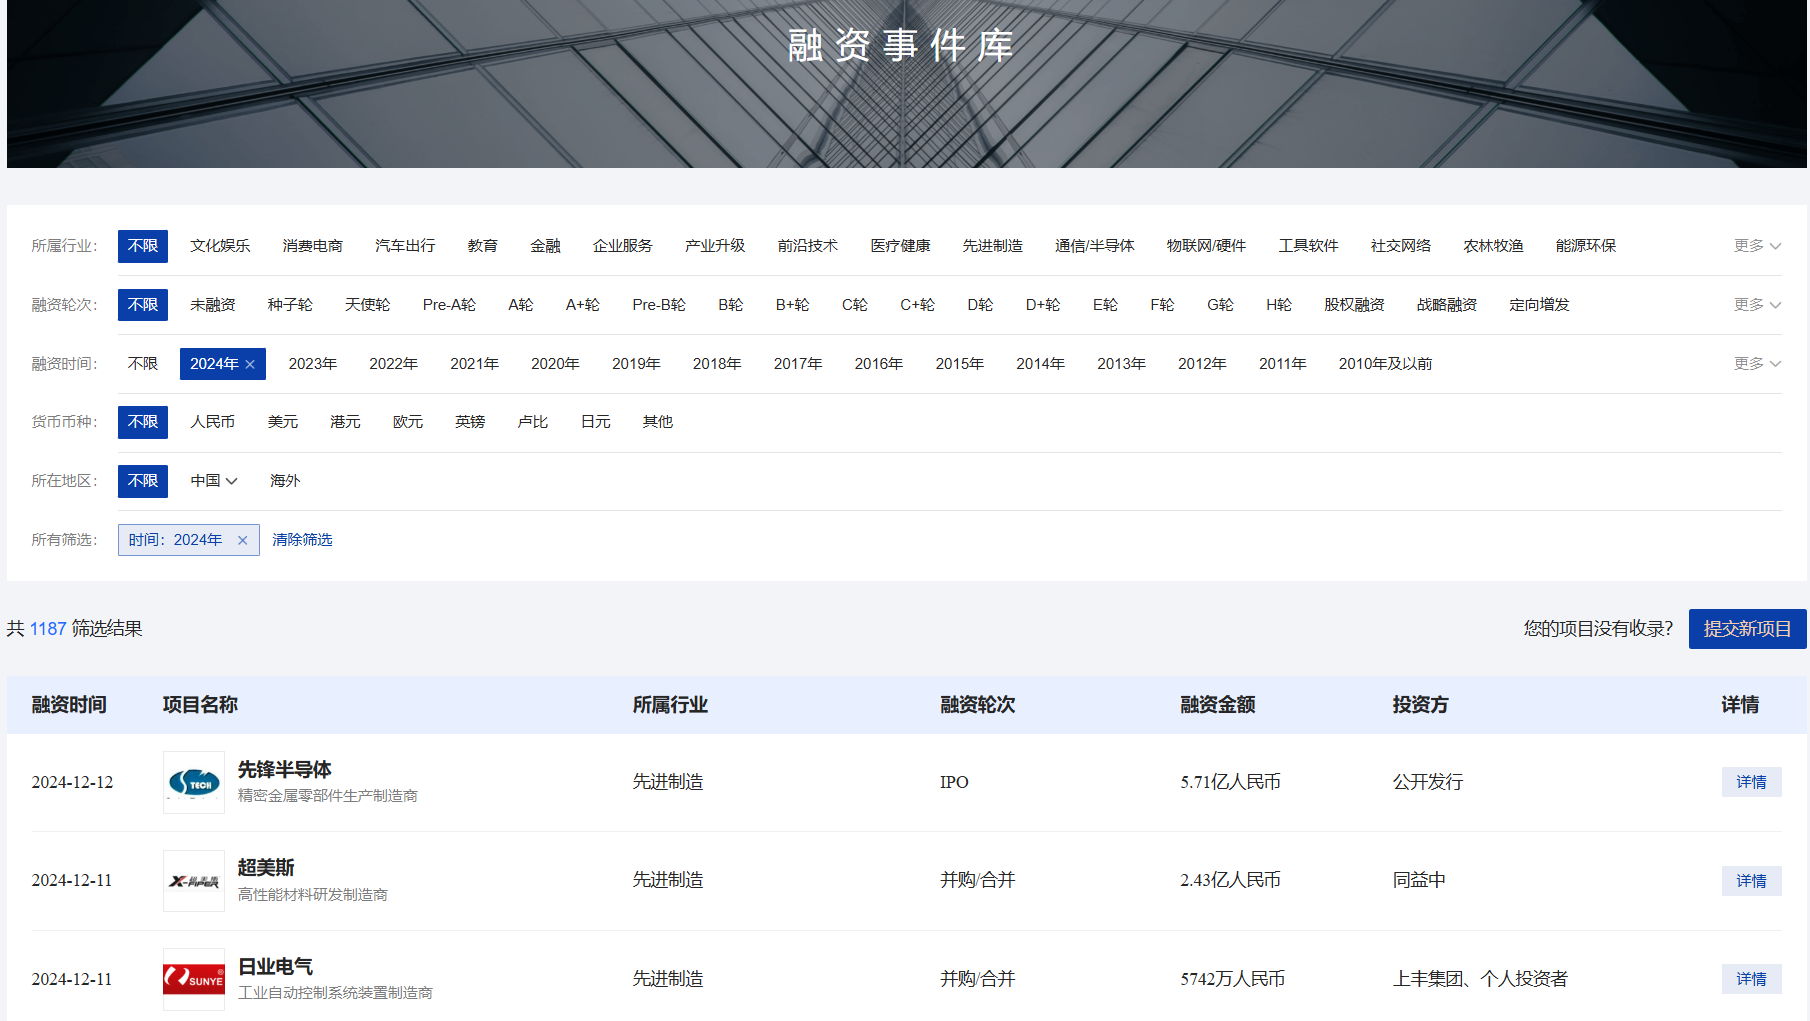 融资事件库
所属行业： 不限 文化娱乐 消费电商 汽车出行 教育 金融 企业服务 产业升级 前沿技术 医疗健康 先进制造 通信/半导体 物联网/硬件 工具软件 社交网络 农林牧渔 能源环保 更多
融资轮次： 不限 未融资 种子轮 天使轮 Pre-A轮 A轮 A+轮 Pre-B轮 B轮 B+轮 C轮 C+轮 D轮 D+轮 E轮 F轮 G轮 H轮 股权融资 战略融资 定向增发 更多
融资时间： 不限 2024年 × 2023年 2022年 2021年 2020年 2019年 2018年 2017年 2016年 2015年 2014年 2013年 2012年 2011年 2010年及以前 更多
货币币种： 不限 人民币 美元 港元 欧元 英镑 卢比 日元 其他
所在地区： 不限 中国 海外
所有筛选： 时间：2024年 × 清除筛选
共 1187 筛选结果 您的项目没有收录? 提交新项目
融资时间 项目名称 所属行业 融资轮次 融资金额 投资方 详情
2024-12-12 STECH 先锋半导体 先进制造 IPO 5.71亿人民币 公开发行 详情
精密金属零部件生产制造商
2024-12-11 超美斯 X-FIPER 超美斯 先进制造 并购/合并 2.43亿人民币 同益中 详情
高性能材料研发制造商
2024-12-11 SUNYE® 日业电气 先进制造 并购/合并 5742万人民币 上丰集团、个人投资者 详情
工业自动控制系统装置制造商